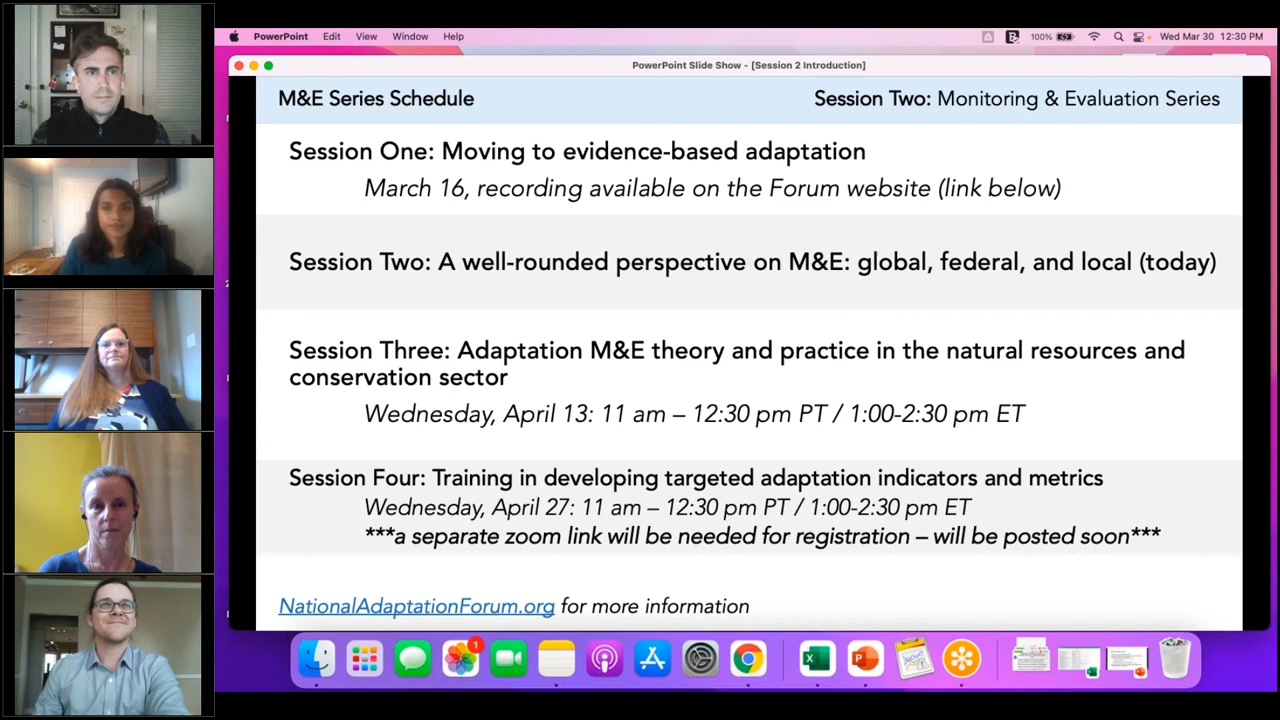 PowerPoint Edit View Window Help 100% Wed Mar 30 12:30 PM
PowerPoint Slide Show - [Session 2 Introduction]
M&E Series Schedule
Session Two: Monitoring & Evaluation Series
Session One: Moving to evidence-based adaptation
March 16, recording available on the Forum website (link below)
Session Two: A well-rounded perspective on M&E: global, federal, and local (today)
Session Three: Adaptation M&E theory and practice in the natural resources and
conservation sector
Wednesday, April 13: 11 am – 12:30 pm PT / 1:00-2:30 pm ET
Session Four: Training in developing targeted adaptation indicators and metrics
Wednesday, April 27: 11 am – 12:30 pm PT / 1:00-2:30 pm ET
***a separate zoom link will be needed for registration – will be posted soon***
NationalAdaptationForum.org for more information
1